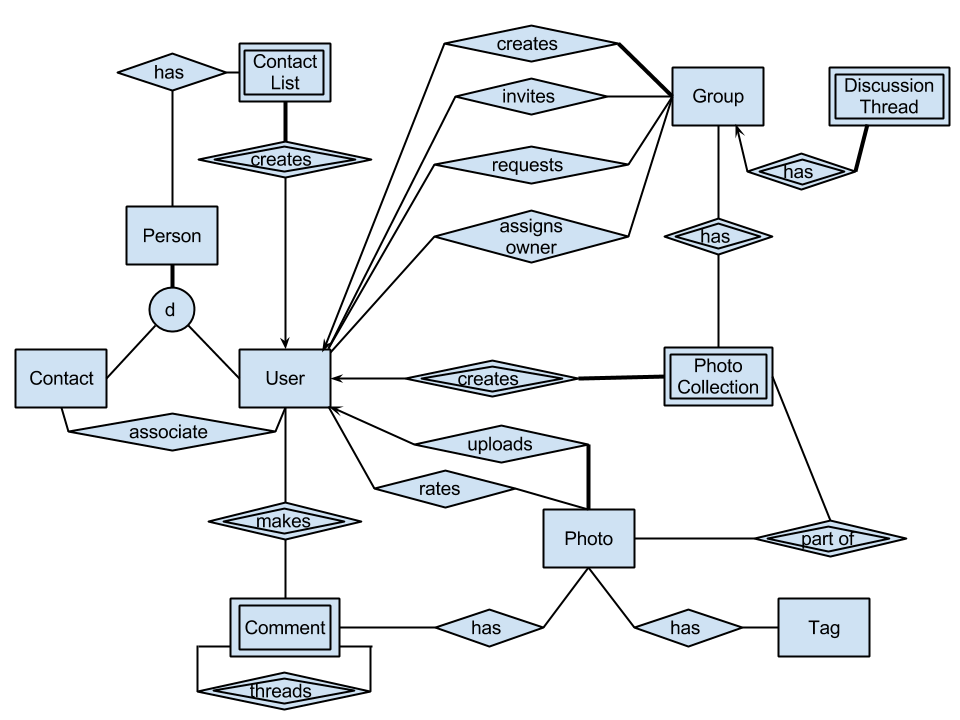 creates
Contact
List
has
Discussion
Thread
invites
Group
creates
requests
has
assigns
owner
Person
has
d
Contact
User
creates
Photo
Collection
associate
uploads
rates
makes
Photo
part of
Comment
has
has
Tag
threads